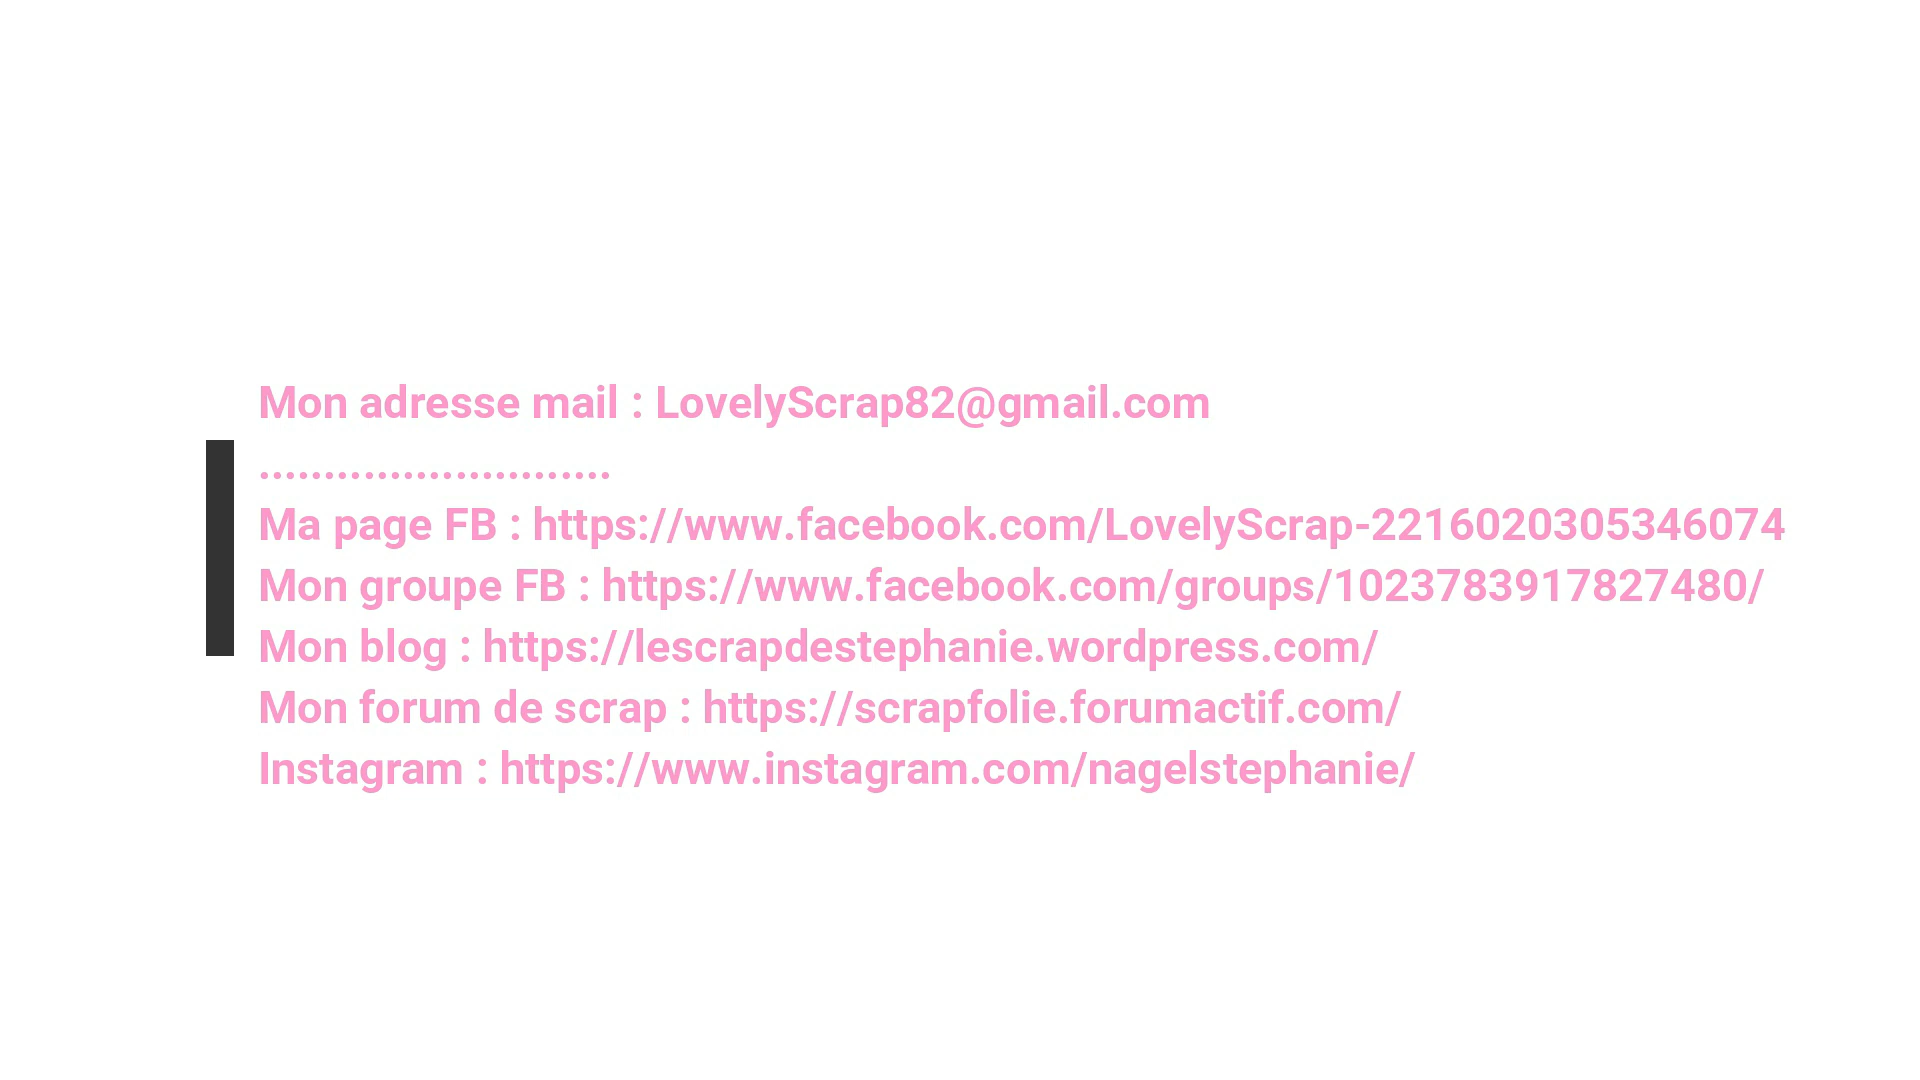 Mon adresse mail : LovelyScrap82@gmail.com
...........................
Ma page FB : https://www.facebook.com/LovelyScrap-2216020305346074
Mon groupe FB : https://www.facebook.com/groups/1023783917827480/
Mon blog : https://lescrapdestephanie.wordpress.com/
Mon forum de scrap : https://scrapfolie.forumactif.com/
Instagram : https://www.instagram.com/nagelstephanie/